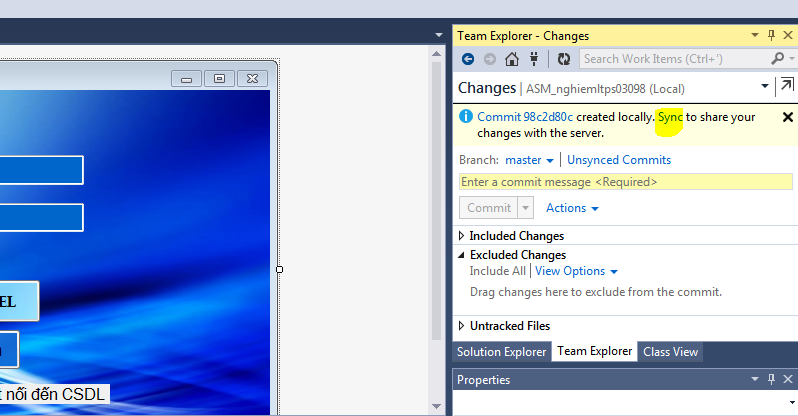 Team Explorer - Changes
Search Work Items (Ctrl+')
Changes | ASM_nghiemltps03098 (Local)
Commit 98c2d80c created locally. Sync to share your
changes with the server.
Branch: master | Unsynced Commits
Enter a commit message <Required>
Commit Actions
Included Changes
Excluded Changes
Include All | View Options
Drag changes here to exclude from the commit.
Untracked Files
Solution Explorer Team Explorer Class View
Properties
EL
nối đến CSDL